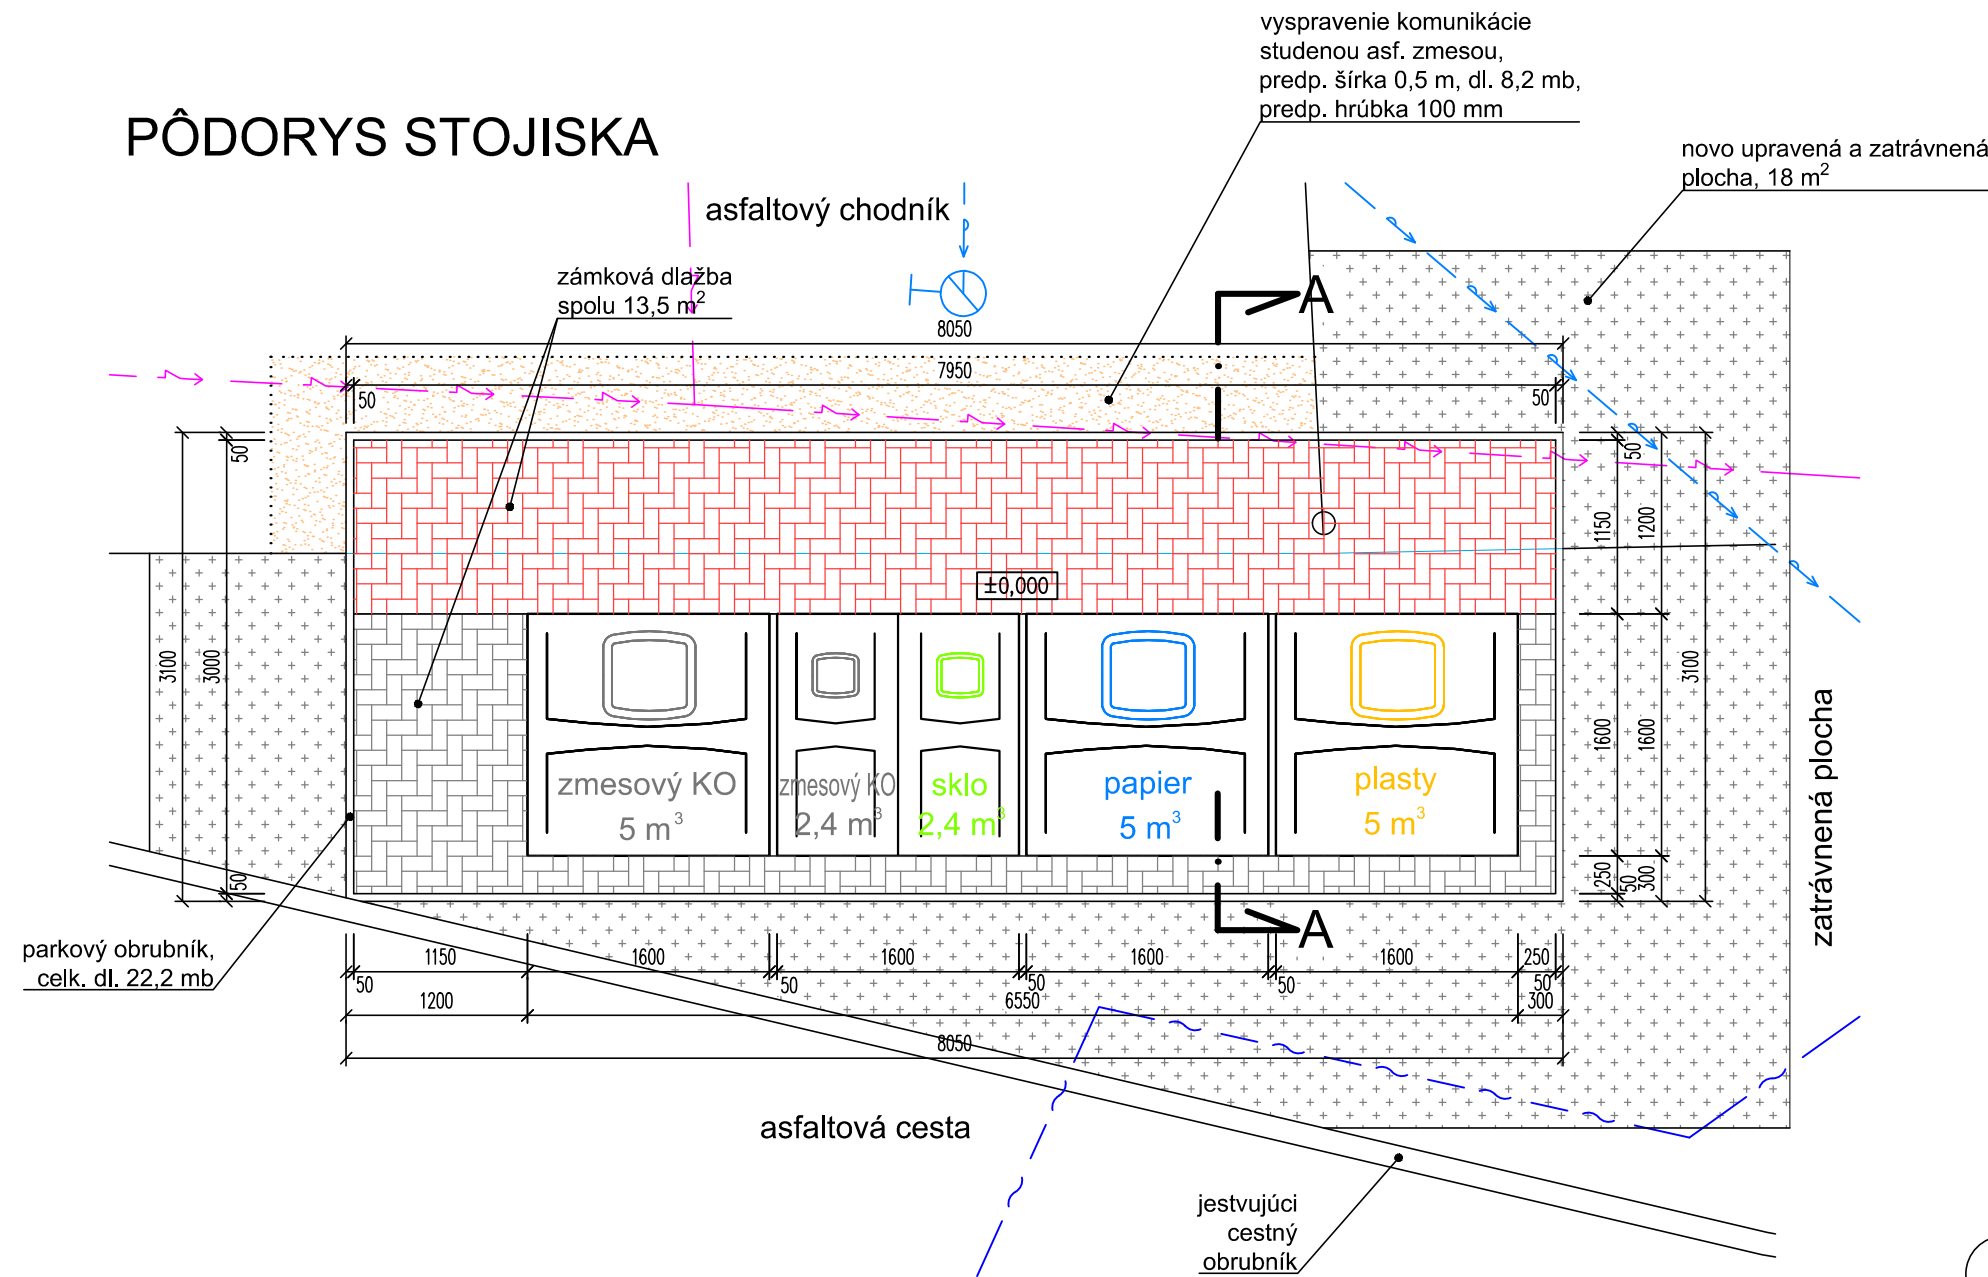 vyspravenie komunikácie
studenou asf. zmesou,
predp. šírka 0,5 m, dl. 8,2 mb,
predp. hrúbka 100 mm
PÔDORYS STOJISKA
novo upravená a zatrávnená
plocha, 18 m²
asfaltový chodník
zámková dlažba
spolu 13,5 m²
A
8050
7950
50
50
50
50
1150
1200
±0,000
3100
3000
1600
1600
3100
zmesový KO
5 m³
zmesový KO
2,4 m³
sklo
2,4 m³
papier
5 m³
plasty
5 m³
zatrávnená plocha
50
250
50
300
A
parkový obrubník,
celk. dl. 22,2 mb
1150
1600
1600
1600
1600
250
50
50
50
50
50
1200
6550
300
8050
asfaltová cesta
jestvujúci
cestný
obrubník